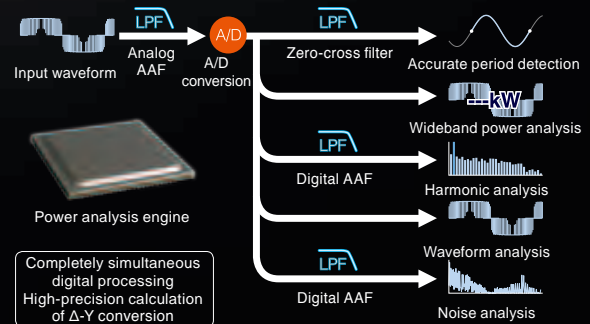 LPF
Input waveform
Analog
AAF
A/D
A/D
conversion
LPF
Zero-cross filter
Accurate period detection
---kW
Wideband power analysis
LPF
Digital AAF
Harmonic analysis
Waveform analysis
LPF
Digital AAF
Noise analysis
Power analysis engine
Completely simultaneous
digital processing
High-precision calculation
of Δ-Y conversion